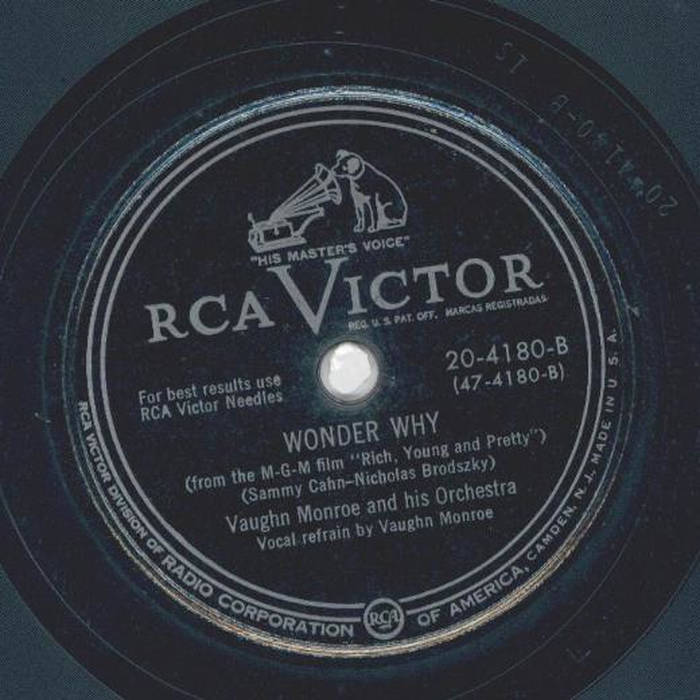 "HIS MASTER'S VOICE"
RCA VICTOR
REG. U. S. PAT. OFF. MARCAS REGISTRADAS
20-4180-B
(47-4180-B)
For best results use
RCA Victor Needles
WONDER WHY
(from the M-G-M film "Rich, Young and Pretty")
(Sammy Cahn-Nicholas Brodszky)
Vaughn Monroe and his Orchestra
Vocal refrain by Vaughn Monroe
RCA VICTOR DIVISION OF RADIO CORPORATION RCA OF AMERICA, CAMDEN, N. J. MADE IN U. S. A.